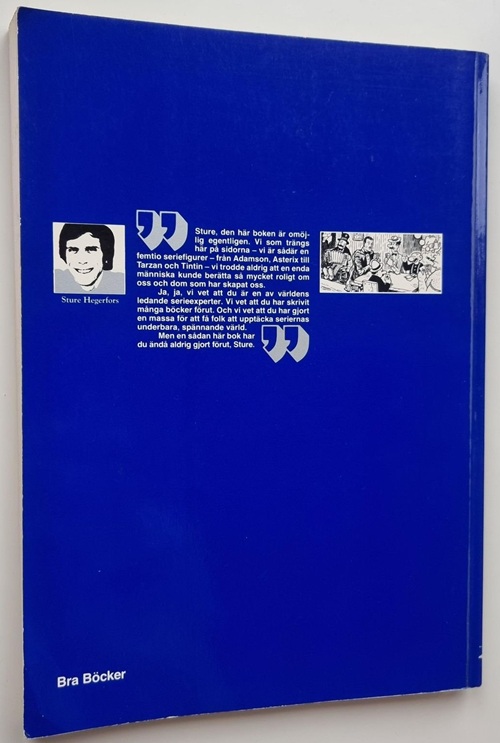 Sture, den här boken är omöj-
lig egentligen. Vi som trängs
här på sidorna – vi är sådär en
femtio seriefigurer – från Adamson, Asterix till
Tarzan och Tintin – vi trodde aldrig att en enda
människa kunde berätta så mycket roligt om
oss och dom som har skapat oss.
Ja, ja, vi vet att du är en av världens
ledande serieexperter. Vi vet att du har skrivit
många böcker förut. Och vi vet att du har gjort
en massa för att få folk att upptäcka seriernas
underbara, spännande värld.
Men en sådan här bok har
du ändå aldrig gjort förut, Sture.
Sture Hegerfors
Bra Böcker